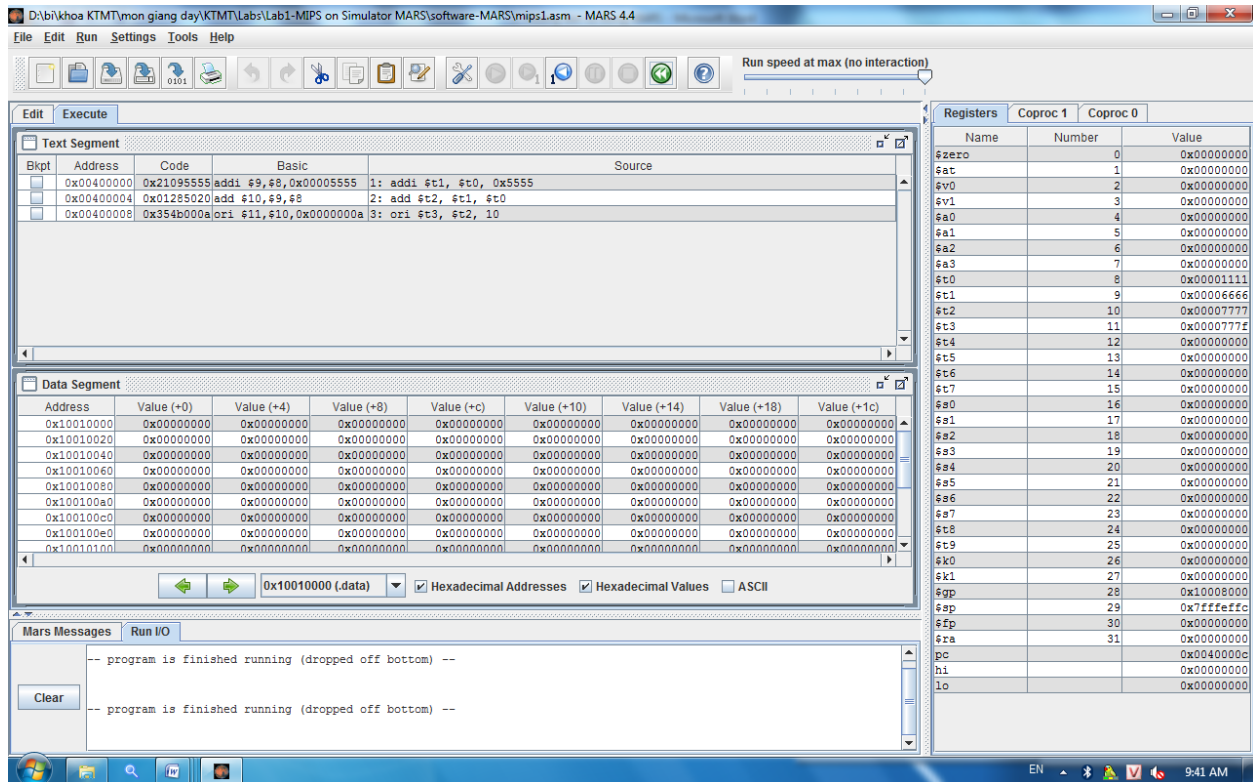 D:\bi\khoa KTMT\mon giang day\KTMT\Labs\Lab1-MIPS on Simulator MARS\software-MARS\mips1.asm - MARS 4.4
File Edit Run Settings Tools Help
Run speed at max (no interaction)
Edit Execute
Text Segment
Bkpt Address Code Basic Source
0x00400000 0x21095555 addi $9,$8,0x00005555 1: addi $t1, $t0, 0x5555
0x00400004 0x01285020 add $10,$9,$8 2: add $t2, $t1, $t0
0x00400008 0x354b000a ori $11,$10,0x0000000a 3: ori $t3, $t2, 10
Data Segment
Address Value (+0) Value (+4) Value (+8) Value (+c) Value (+10) Value (+14) Value (+18) Value (+1c)
0x10010000 0x00000000 0x00000000 0x00000000 0x00000000 0x00000000 0x00000000 0x00000000 0x00000000
0x10010020 0x00000000 0x00000000 0x00000000 0x00000000 0x00000000 0x00000000 0x00000000 0x00000000
0x10010040 0x00000000 0x00000000 0x00000000 0x00000000 0x00000000 0x00000000 0x00000000 0x00000000
0x10010060 0x00000000 0x00000000 0x00000000 0x00000000 0x00000000 0x00000000 0x00000000 0x00000000
0x10010080 0x00000000 0x00000000 0x00000000 0x00000000 0x00000000 0x00000000 0x00000000 0x00000000
0x100100a0 0x00000000 0x00000000 0x00000000 0x00000000 0x00000000 0x00000000 0x00000000 0x00000000
0x100100c0 0x00000000 0x00000000 0x00000000 0x00000000 0x00000000 0x00000000 0x00000000 0x00000000
0x100100e0 0x00000000 0x00000000 0x00000000 0x00000000 0x00000000 0x00000000 0x00000000 0x00000000
0x10010100 0x00000000 0x00000000 0x00000000 0x00000000 0x00000000 0x00000000 0x00000000 0x00000000
0x10010000 (.data) Hexadecimal Addresses Hexadecimal Values ASCII
Mars Messages Run I/O
-- program is finished running (dropped off bottom) --
Clear
-- program is finished running (dropped off bottom) --
Registers Coproc 1 Coproc 0
Name Number Value
$zero 0 0x00000000
$at 1 0x00000000
$v0 2 0x00000000
$v1 3 0x00000000
$a0 4 0x00000000
$a1 5 0x00000000
$a2 6 0x00000000
$a3 7 0x00000000
$t0 8 0x00001111
$t1 9 0x00006666
$t2 10 0x00007777
$t3 11 0x0000777f
$t4 12 0x00000000
$t5 13 0x00000000
$t6 14 0x00000000
$t7 15 0x00000000
$s0 16 0x00000000
$s1 17 0x00000000
$s2 18 0x00000000
$s3 19 0x00000000
$s4 20 0x00000000
$s5 21 0x00000000
$s6 22 0x00000000
$s7 23 0x00000000
$t8 24 0x00000000
$t9 25 0x00000000
$k0 26 0x00000000
$k1 27 0x00000000
$gp 28 0x10008000
$sp 29 0x7fffeffc
$fp 30 0x00000000
$ra 31 0x00000000
pc 0x0040000c
hi 0x00000000
lo 0x00000000
EN 9:41 AM